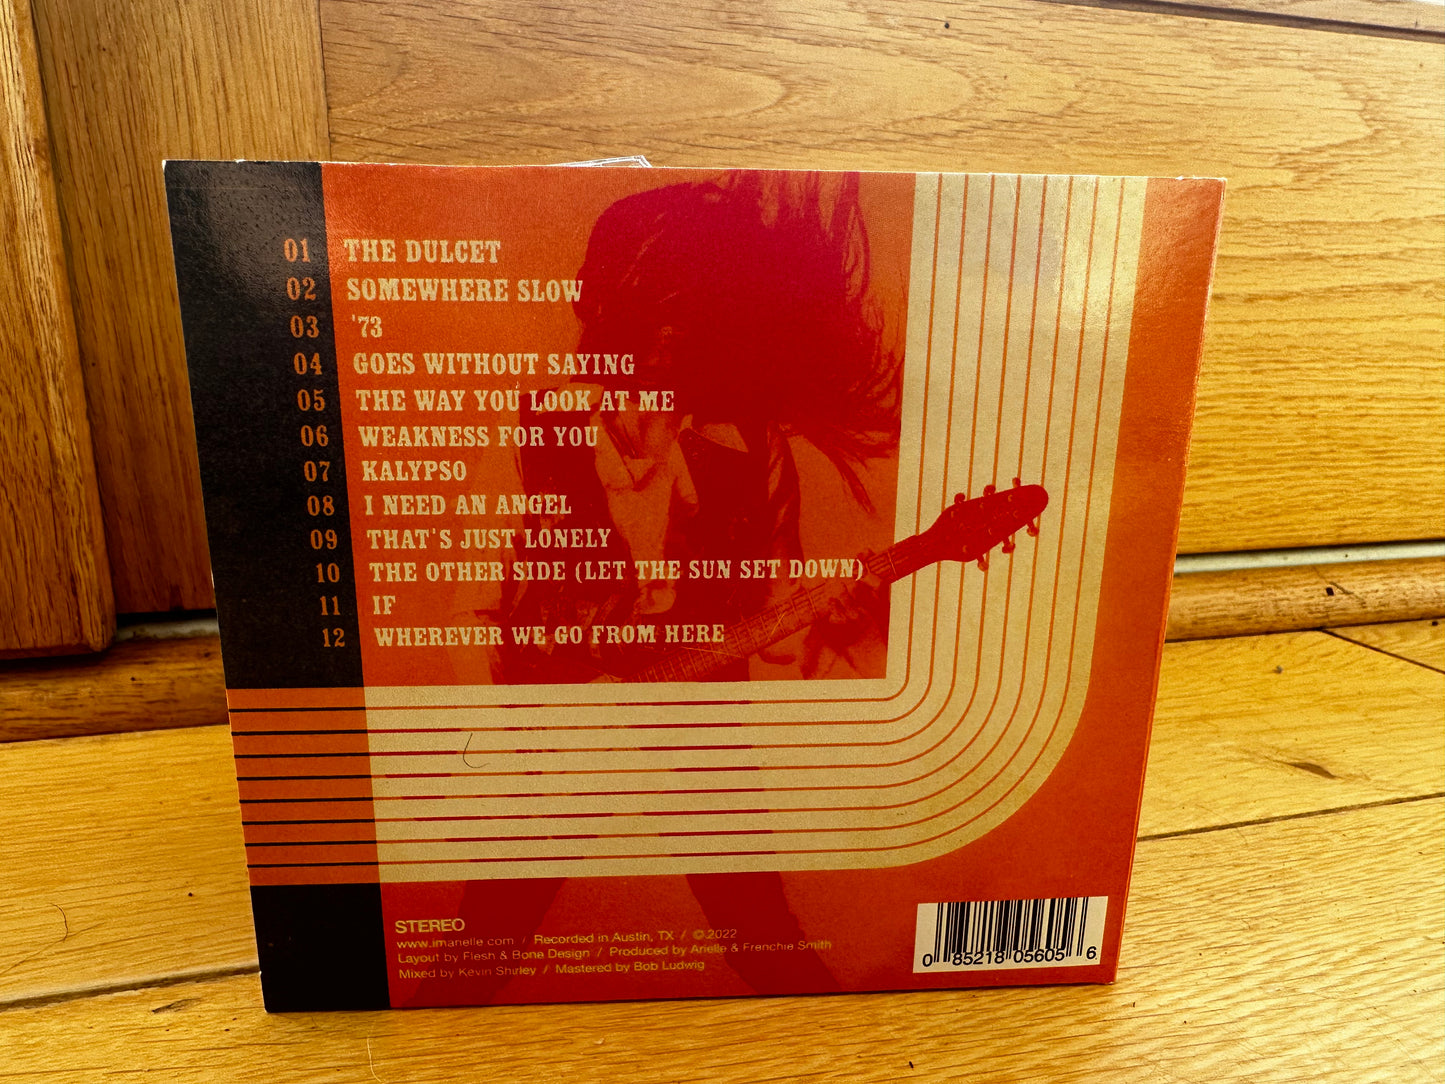 01 THE DULCET
02 SOMEWHERE SLOW
03 '73
04 GOES WITHOUT SAYING
05 THE WAY YOU LOOK AT ME
06 WEAKNESS FOR YOU
07 KALYPSO
08 I NEED AN ANGEL
09 THAT'S JUST LONELY
10 THE OTHER SIDE (LET THE SUN SET DOWN)
11 IF
12 WHEREVER WE GO FROM HERE
STEREO
www.imarielle.com / Recorded in Austin, TX / © 2022
Layout by Flesh & Bone Design / Produced by Arielle & Frenchie Smith
Mixed by Kevin Shirley / Mastered by Bob Ludwig
0 85218 05605 6